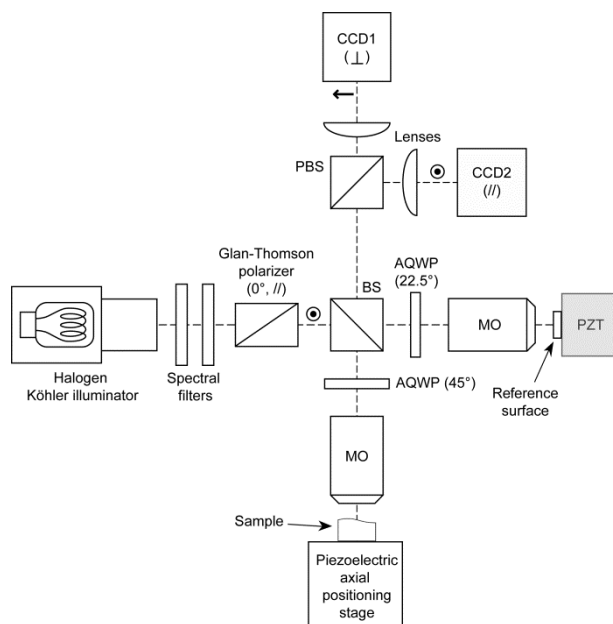 CCD1
(⊥)
Lenses
PBS
CCD2
(//)
Glan-Thomson
polarizer
(0°, //)
BS
AQWP
(22.5°)
MO
PZT
Halogen
Köhler illuminator
Spectral
filters
Reference
surface
AQWP (45°)
MO
Sample
Piezoelectric
axial
positioning
stage